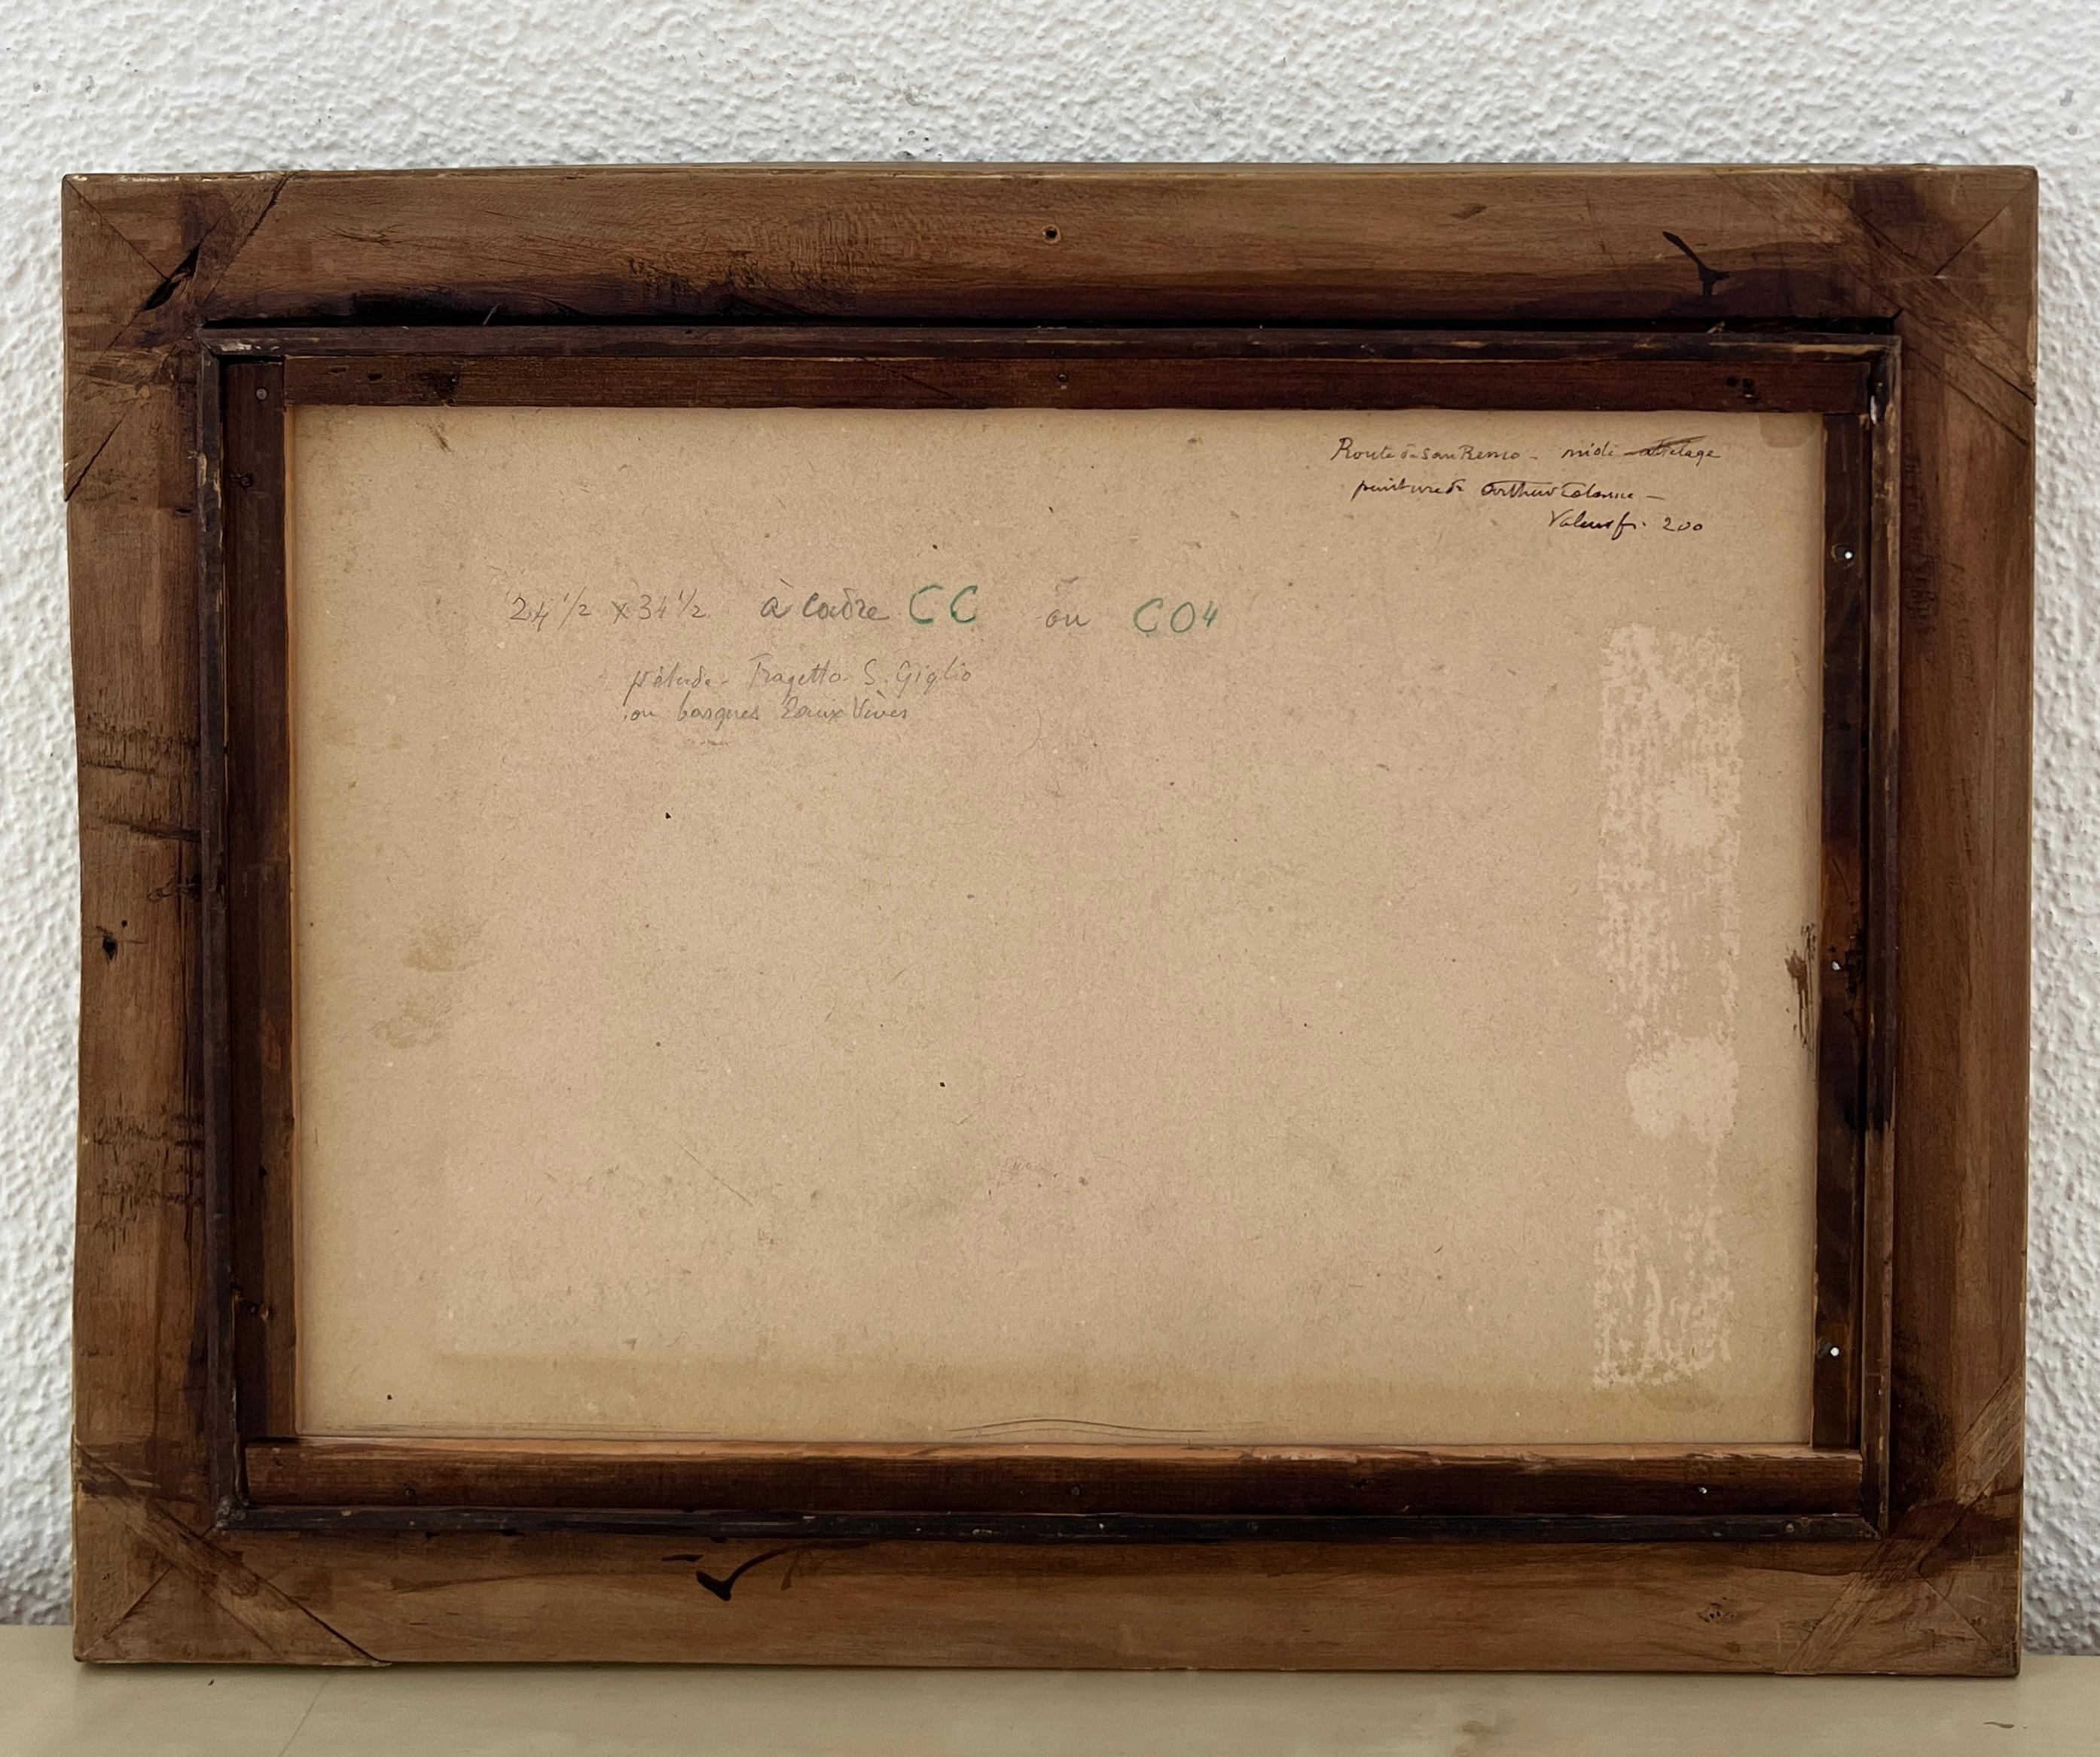 Route de San Remo - midi - attelage
peinture de Arthur Calame -
Valeur fr. 200
24 1/2 x 34 1/2 à cadre CC ou CO4
p. étude - Tragetto S. Giglio
ou barques Eaux Vives